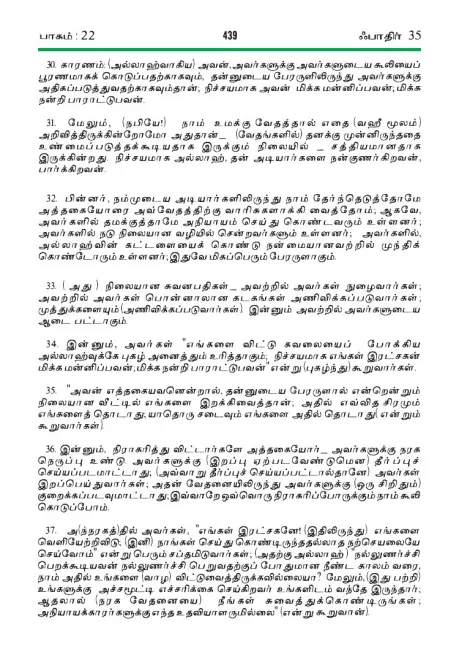 பாகம் : 22 439 ஃபாதிர் 35
30. காரணம்: (அல்லாஹ்வாகிய) அவன், அவர்களுக்கு அவர்களுடைய கூலியைப்
பூரணமாகக் கொடுப்பதற்காகவும், தன்னுடைய பேரருளிலிருந்து அவர்களுக்கு
அதிகப்படுத்துவதற்காகவும்தான்; நிச்சயமாக அவன் மிக்க மன்னிப்பவன்; மிக்க
நன்றி பாராட்டுபவன்.
31. மேலும், (நபியே!) நாம் உமக்கு வேதத்தால் எதை (வஹீ மூலம்)
அறிவித்திருக்கின்றோமோ அதுதான்_ (வேதங்களில்) தனக்கு முன்னிருந்ததை
உண்மைப்படுத்தக்கூடியதாக இருக்கும் நிலையில் _ சத்தியமானதாக
இருக்கின்றது. நிச்சயமாக அல்லாஹ், தன் அடியார்களை நன்குணர்கிறவன்,
பார்க்கிறவன்.
32. பின்னர், நம்முடைய அடியார்களிலிருந்து நாம் தேர்ந்தெடுத்தோமே
அத்தகையோரை அவ்வேதத்திற்கு வாரிசுகளாக்கி வைத்தோம்; ஆகவே,
அவர்களில் தமக்குத்தாமே அநியாயம் செய்து கொண்டவரும் உள்ளனர்;
அவர்களில் நடு நிலையான வழியில் சென்றவர்களும் உள்ளனர்; அவர்களில்,
அல்லாஹ்வின் கட்டளையைக் கொண்டு நன்மையானவற்றில் முந்திக்
கொண்டோரும் உள்ளனர்; இதுவே மிகப்பெரும் பேரருளாகும்.
33. ( அது ) நிலையான சுவனபதிகள்_ அவற்றில் அவர்கள் நுழைவார்கள்;
அவற்றில் அவர்கள் பொன்னாலான கடகங்கள் அணிவிக்கப்படுவார்கள்;
முத்துக்களையும் (அணிவிக்கப்படுவார்கள்). இன்னும் அவற்றில் அவர்களுடைய
ஆடை பட்டாகும்.
34. இன்னும், அவர்கள் "எங்களை விட்டு கவலையைப் போக்கிய
அல்லாஹ்வுக்கே புகழ் அனைத்தும் உரித்தாகும்; நிச்சயமாக எங்கள் இரட்சகன்
மிக்க மன்னிப்பவன்; மிக்க நன்றி பாராட்டுபவன்" என்று (புகழ்ந்து) கூறுவார்கள்.
35. "அவன் எத்தகையவனென்றால், தன்னுடைய பேரருளால் என்றென்றும்
நிலையான வீட்டில் எங்களை இறக்கிவைத்தான், அதில் எவ்வித சிரமும்
எங்களைத் தொடாது; யாதொரு சடைவும் எங்களை அதில் தொடாது( என்றும்
கூறுவார்கள்).
36. இன்னும், நிராகரித்து விட்டார்களே அத்தகையோர்_ அவர்களுக்கு நரக
நெருப்பு உண்டு. அவர்களுக்கு (இறப்பு ஏற்படவேண்டுமென) தீர்ப்புச்
செய்யப்படமாட்டாது; (அவ்வாறு தீர்ப்புச் செய்யப்பட்டால்தானே) அவர்கள்
இறப்பெய்துவார்கள்; அதன் வேதனையிலிருந்து அவர்களுக்கு (ஒரு சிறிதும்)
குறைக்கப்படவுமாட்டாது; இவ்வாறே ஒவ்வொரு நிராகரிப்போருக்கும் நாம் கூலி
கொடுப்போம்.
37. அ(ந்நரகத்)தில் அவர்கள், "எங்கள் இரட்சகனே! (இதிலிருந்து) எங்களை
வெளியேற்றிவிடு; (இனி) நாங்கள் செய்து கொண்டிருந்ததல்லாத நற்செயலையே
செய்வோம்" என்று பெரும் சப்தமிடுவார்கள்; (அதற்கு அல்லாஹ் ) "நல்லுணர்ச்சி
பெறக்கூடியவன் நல்லுணர்ச்சி பெறுவதற்குப் போதுமான நீண்ட காலம் வரை,
நாம் அதில் உங்களை (வாழ) விட்டுவைத்திருக்கவில்லையா? மேலும், (இது பற்றி)
உங்களுக்கு அச்சமூட்டி எச்சரிக்கை செய்கிறவர் உங்களிடம் வந்தே இருந்தார்;
ஆதலால் (நரக வேதனையை) நீங்கள் சுவைத்துக்கொண்டிருங்கள்;
அநியாயக்காரர்களுக்கு எந்த உதவியாளருமில்லை" (என்று கூறுவான்).